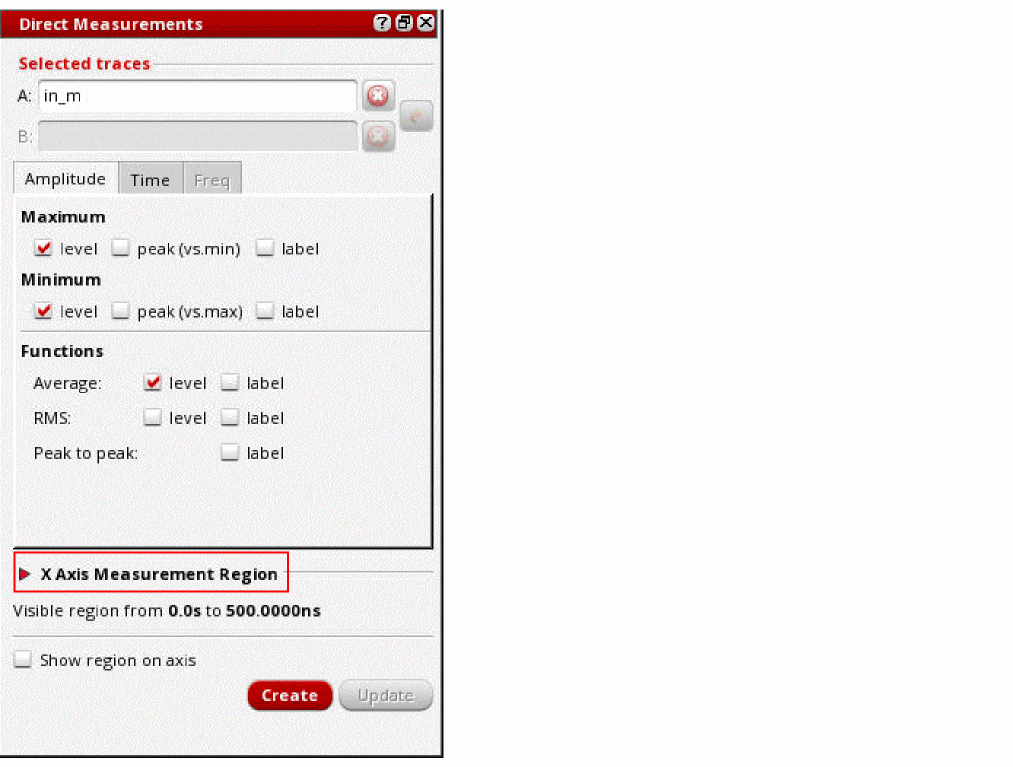 Direct Measurements
Selected traces
A: in_m
B:
Amplitude Time Freq
Maximum
level peak (vs.min) label
Minimum
level peak (vs.max) label
Functions
Average: level label
RMS: level label
Peak to peak: label
X Axis Measurement Region
Visible region from 0.0s to 500.0000ns
Show region on axis
Create Update